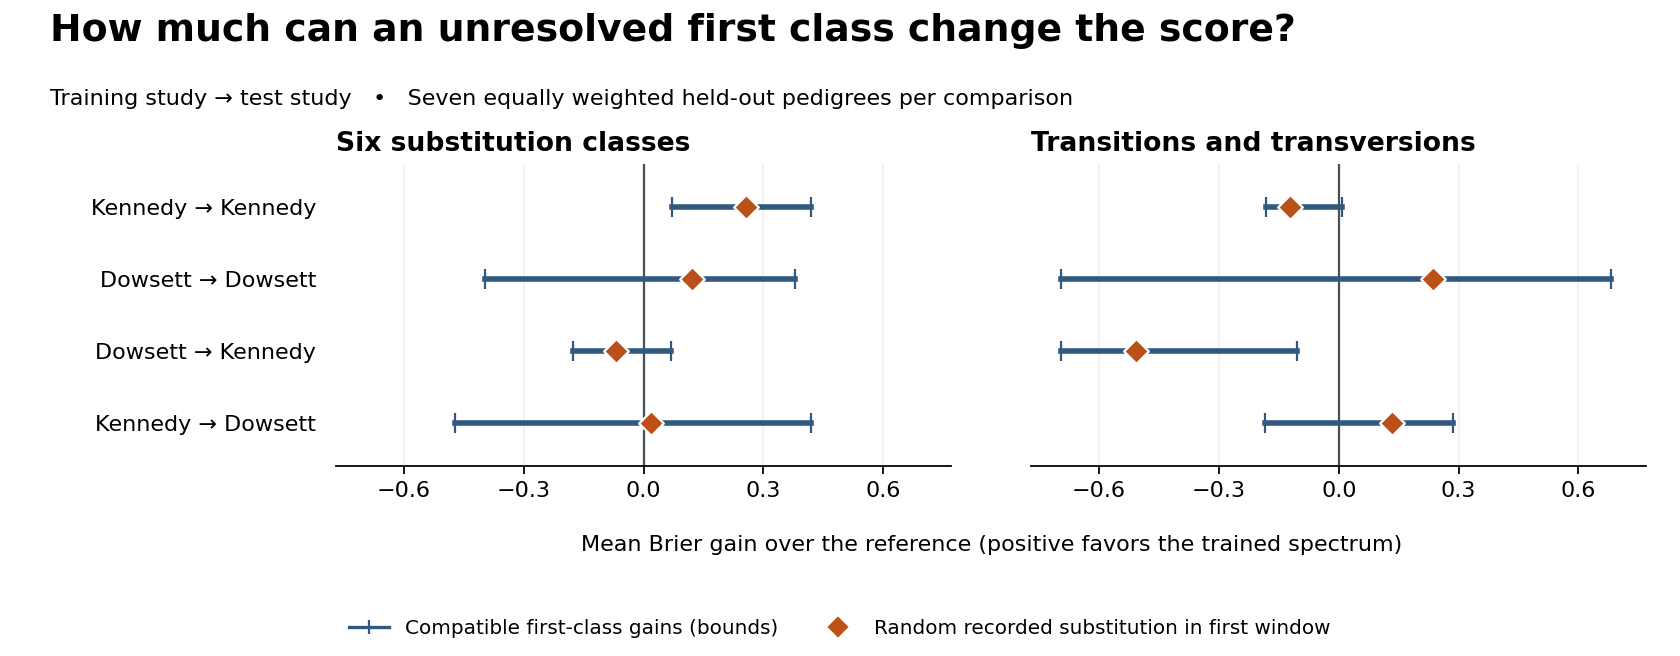 How much can an unresolved first class change the score?
Training study → test study • Seven equally weighted held-out pedigrees per comparison
Six substitution classes
Transitions and transversions
Kennedy → Kennedy
Dowsett → Dowsett
Dowsett → Kennedy
Kennedy → Dowsett
−0.6 −0.3 0.0 0.3 0.6
−0.6 −0.3 0.0 0.3 0.6
Mean Brier gain over the reference (positive favors the trained spectrum)
Compatible first-class gains (bounds)
Random recorded substitution in first window